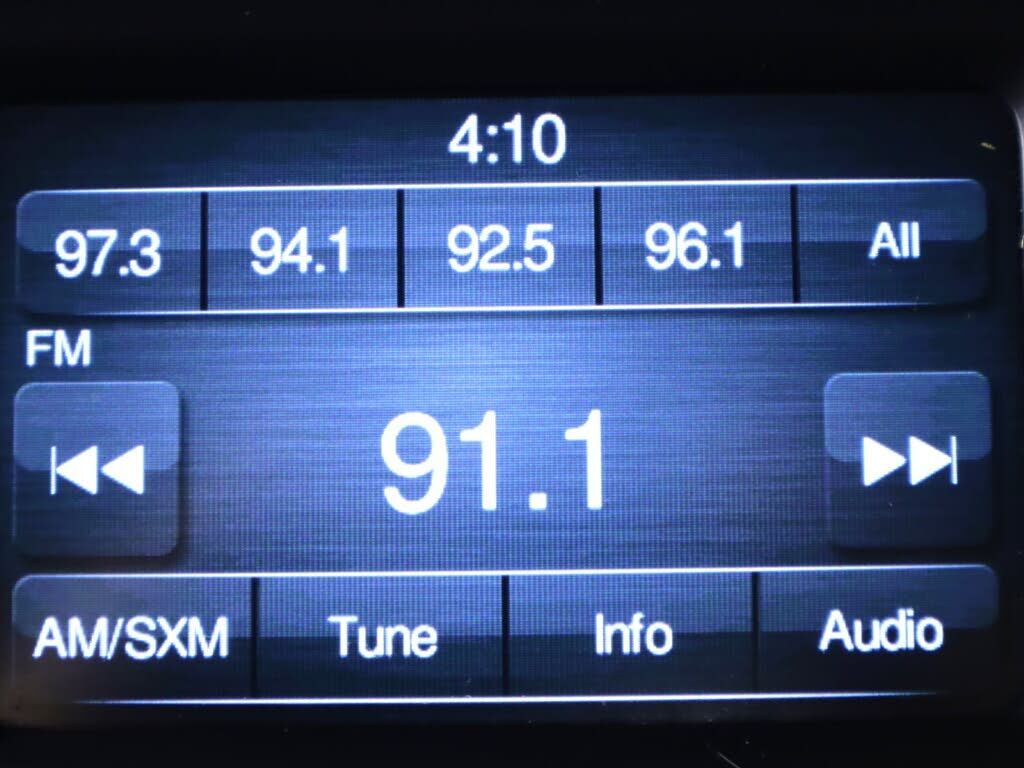 4:10
97.3 94.1 92.5 96.1 All
FM
91.1
AM/SXM Tune Info Audio